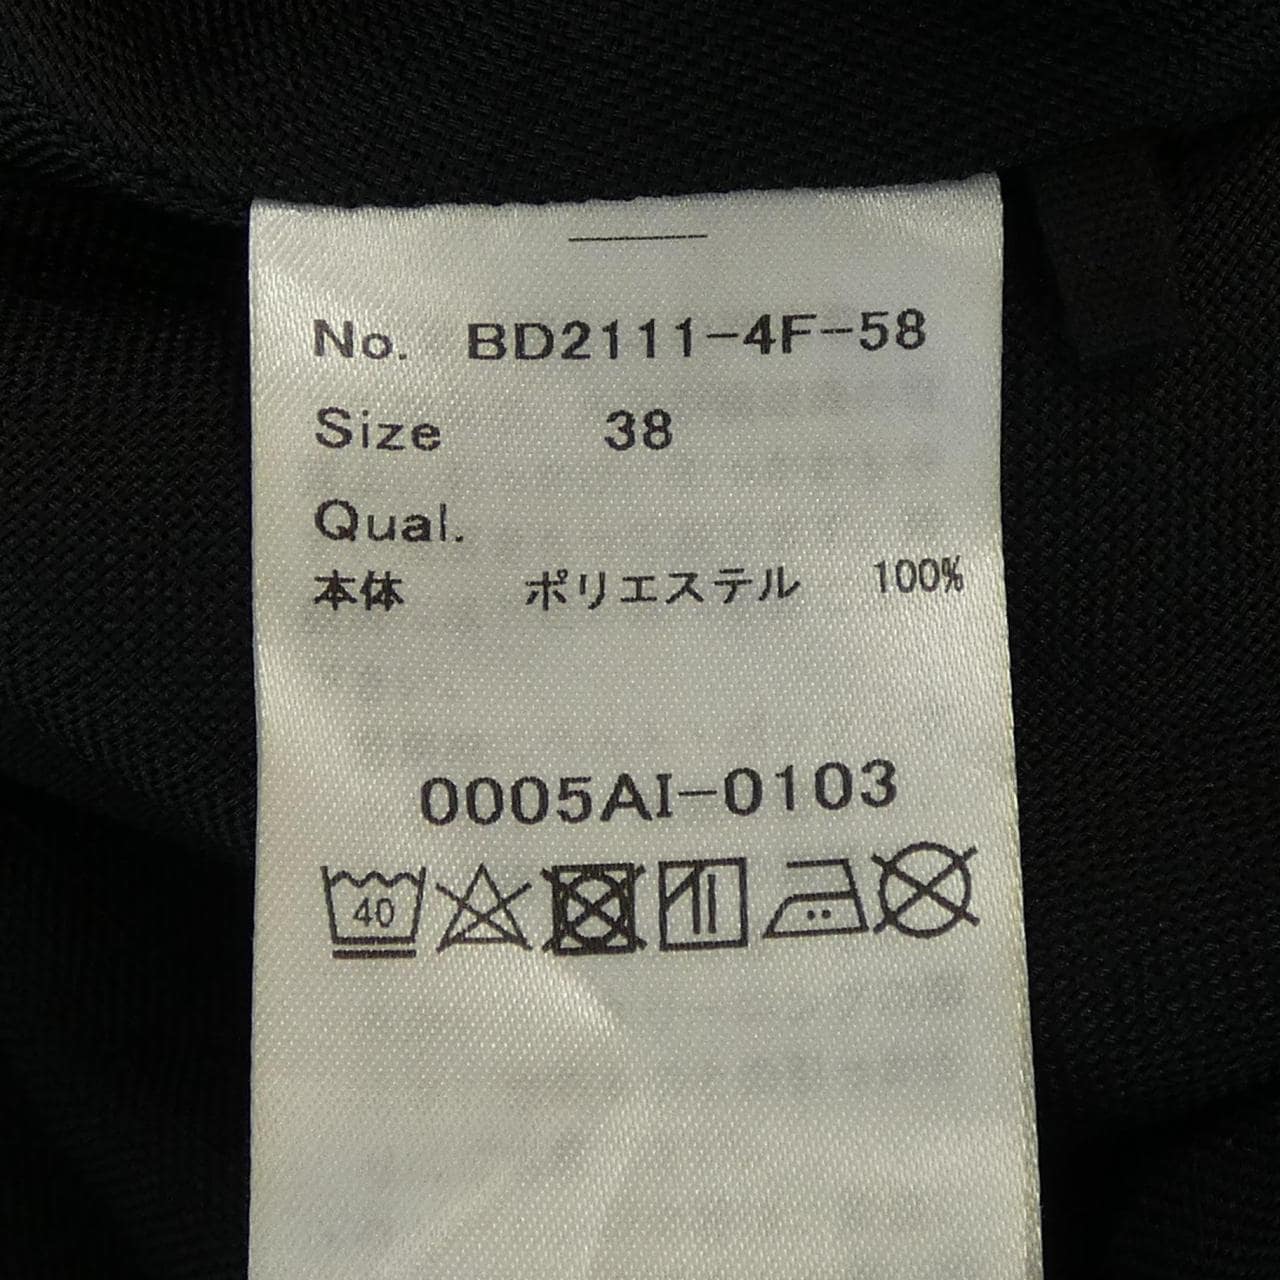 No. BD2111-4F-58
Size 38
Qual.
本体 ポリエステル 100%
0005AI-0103
40